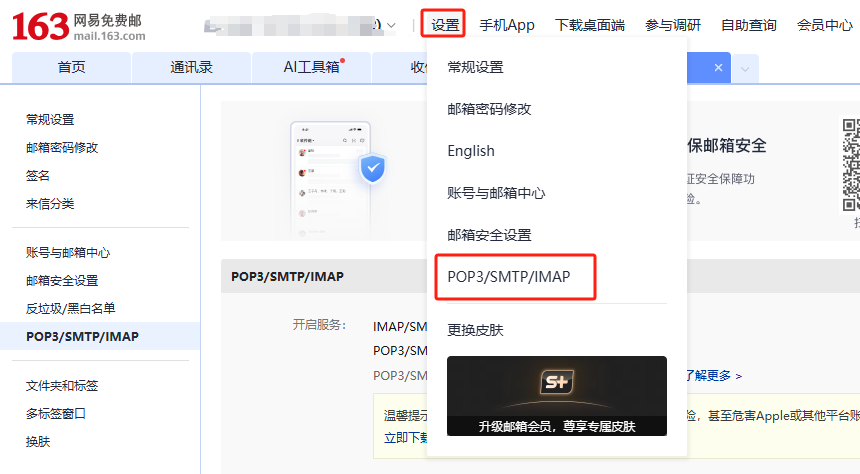 163 网易免费邮
mail.163.com
设置 手机App 下载桌面端 参与调研 自助查询 会员中心
首页 通讯录 AI工具箱
常规设置
邮箱密码修改
English
账号与邮箱中心
邮箱安全设置
POP3/SMTP/IMAP
更换皮肤
S+
升级邮箱会员，尊享专属皮肤
常规设置
邮箱密码修改
签名
来信分类
账号与邮箱中心
邮箱安全设置
反垃圾/黑白名单
POP3/SMTP/IMAP
文件夹和标签
多标签窗口
换肤
保邮箱安全
证安全保障功
POP3/SMTP/IMAP
开启服务： IMAP/SM
POP3/SM
POP3/SM 了解更多 >
温馨提示 险，甚至危害Apple或其他平台账
立即下载